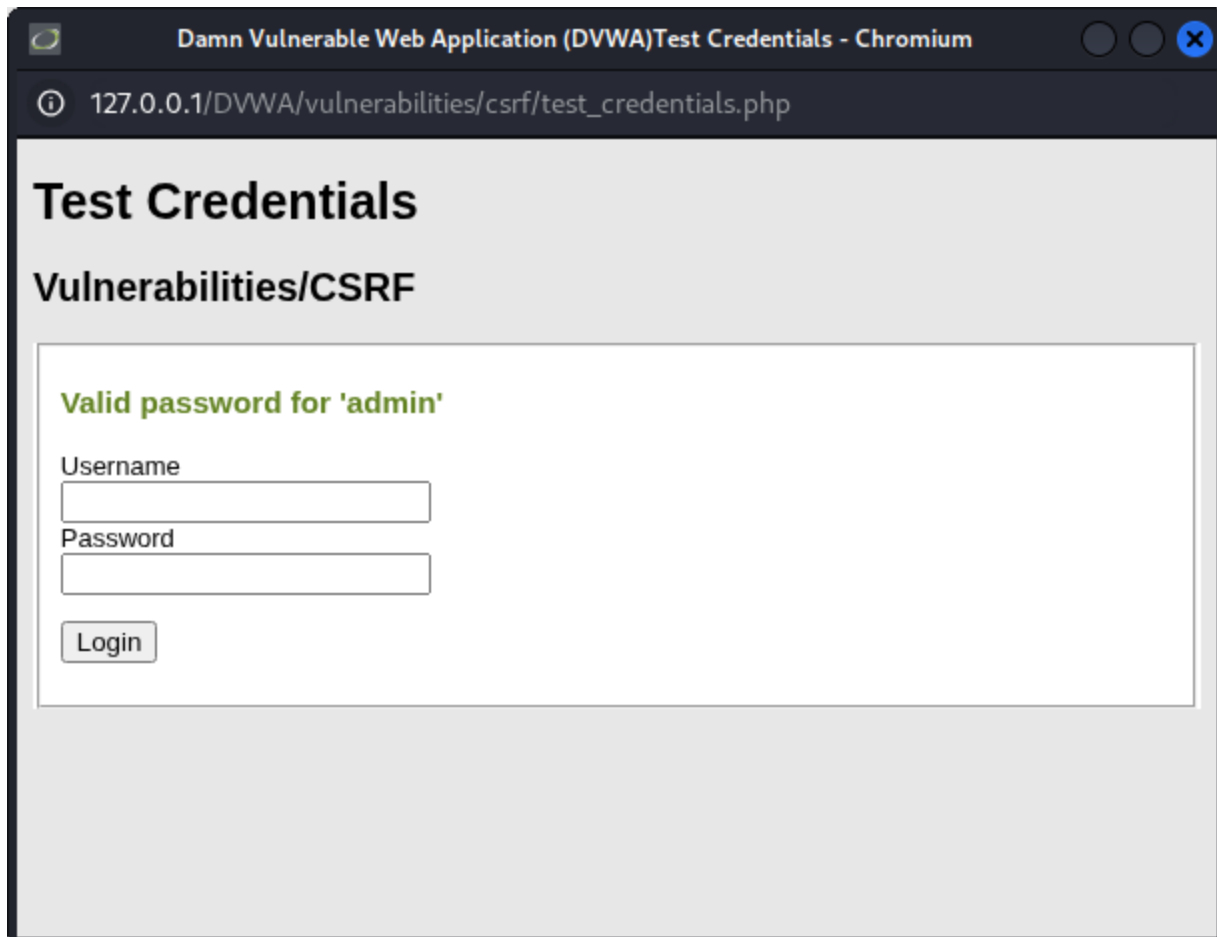 Damn Vulnerable Web Application (DVWA)Test Credentials - Chromium
127.0.0.1/DVWA/vulnerabilities/csrf/test_credentials.php
Test Credentials
Vulnerabilities/CSRF
Valid password for 'admin'
Username
Password
Login